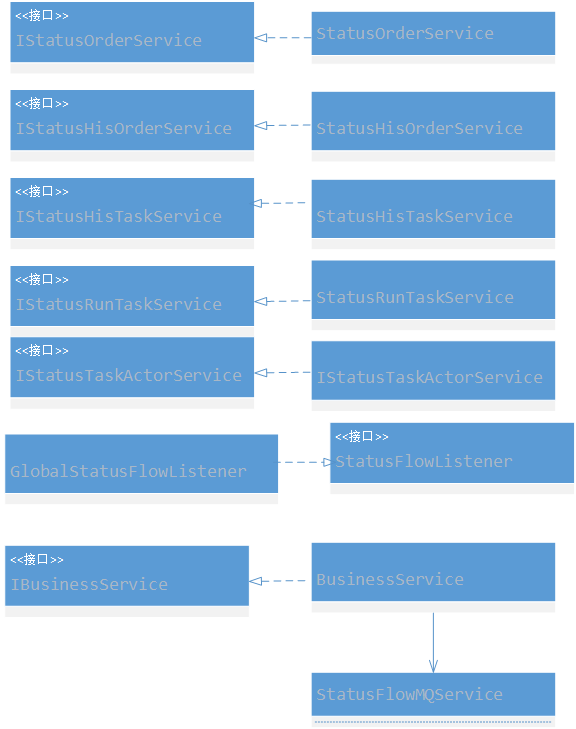 <<接口>>
IStatusOrderService
StatusOrderService
<<接口>>
IStatusHisOrderService
StatusHisOrderService
<<接口>>
IStatusHisTaskService
StatusHisTaskService
<<接口>>
IStatusRunTaskService
StatusRunTaskService
<<接口>>
IStatusTaskActorService
IStatusTaskActorService
GlobalStatusFlowListener
<<接口>>
StatusFlowListener
<<接口>>
IBusinessService
BusinessService
StatusFlowMQService